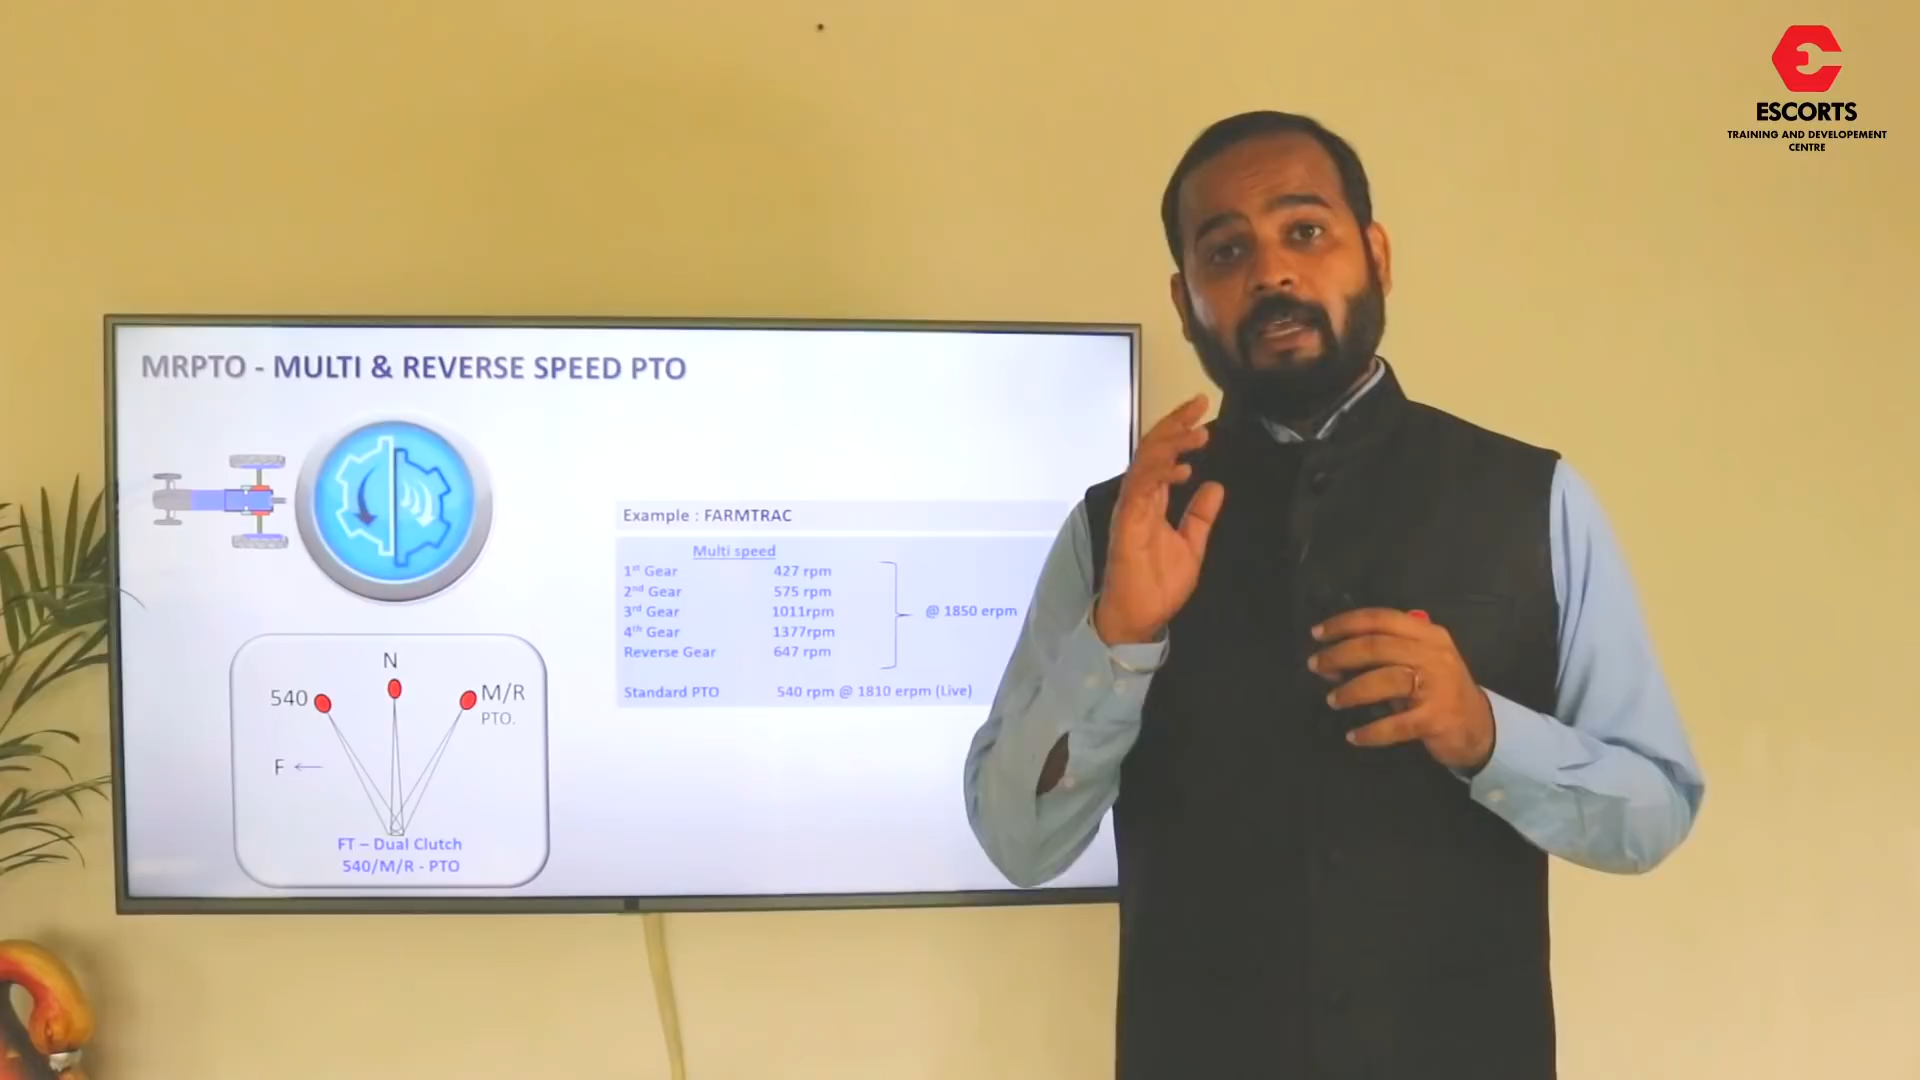 ESCORTS
TRAINING AND DEVELOPEMENT
CENTRE
MRPTO - MULTI & REVERSE SPEED PTO
Example : FARMTRAC
Multi speed
1st Gear 427 rpm
2nd Gear 575 rpm
3rd Gear 1011rpm
4th Gear 1377rpm
Reverse Gear 647 rpm
@ 1850 erpm
Standard PTO 540 rpm @ 1810 erpm (Live)
N
540
M/R
PTO.
F
FT – Dual Clutch
540/M/R - PTO